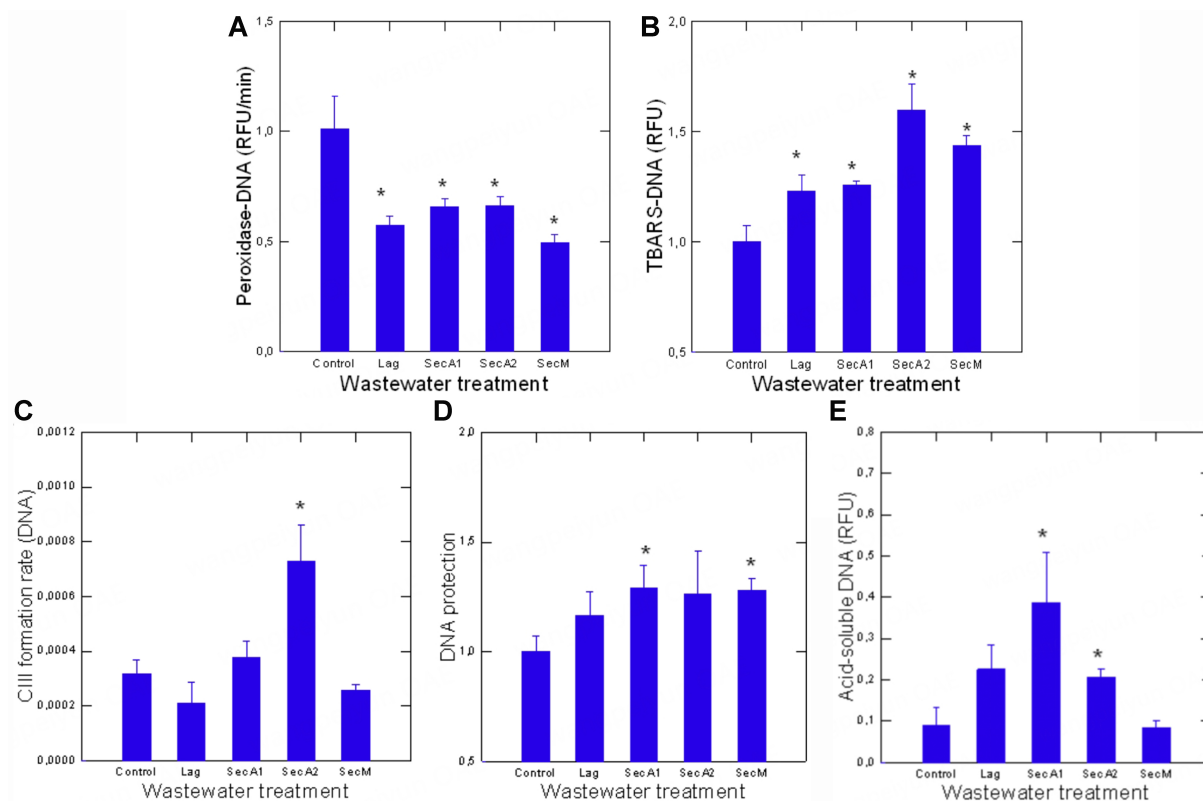 A
Peroxidase-DNA (RFU/min)
1,5
1,0
0,5
0,0
Control Lag SecA1 SecA2 SecM
Wastewater treatment
* * * *
B
TBARS-DNA (RFU)
2,0
1,5
1,0
0,5
Control Lag SecA1 SecA2 SecM
Wastewater treatment
* * * *
C
CIII formation rate (DNA)
0,0012
0,0010
0,0008
0,0006
0,0004
0,0002
0,0000
Control Lag SecA1 SecA2 SecM
Wastewater treatment
*
D
DNA protection
2,0
1,5
1,0
0,5
Control Lag SecA1 SecA2 SecM
Wastewater treatment
* *
E
Acid-soluble DNA (RFU)
0,8
0,7
0,6
0,5
0,4
0,3
0,2
0,1
0,0
Control Lag SecA1 SecA2 SecM
Wastewater treatment
* *